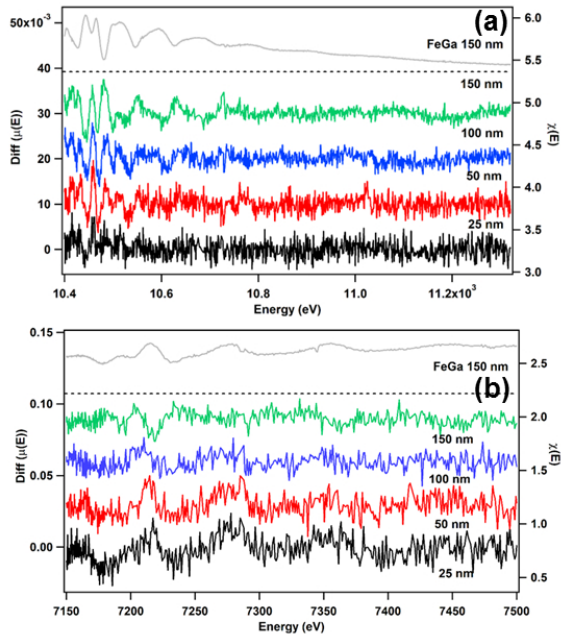 (a)
50x10⁻³
40
30
20
10
0
Diff (μ(E))
6.0
5.5
5.0
4.5
4.0
3.5
3.0
χ(E)
FeGa 150 nm
150 nm
100 nm
50 nm
25 nm
10.4
10.6
10.8
11.0
11.2x10³
Energy (eV)
(b)
0.15
0.10
0.05
0.00
Diff (μ(E))
2.5
2.0
1.5
1.0
0.5
χ(E)
FeGa 150 nm
150 nm
100 nm
50 nm
25 nm
7150
7200
7250
7300
7350
7400
7450
7500
Energy (eV)